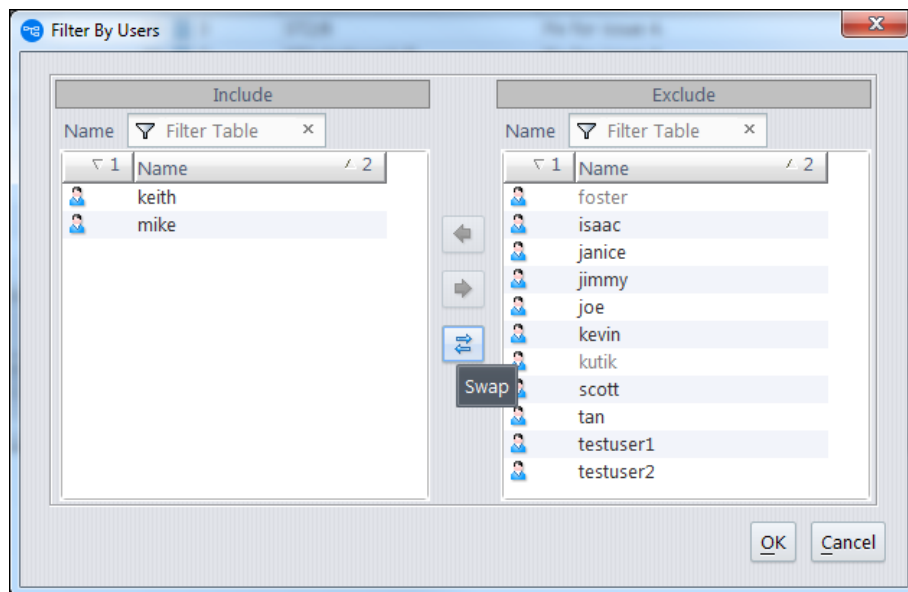 Filter By Users
Include
Exclude
Name Filter Table ×
Name Filter Table ×
1 Name 2
1 Name 2
keith
mike
foster
isaac
janice
jimmy
joe
kevin
kutik
scott
tan
testuser1
testuser2
Swap
OK
Cancel